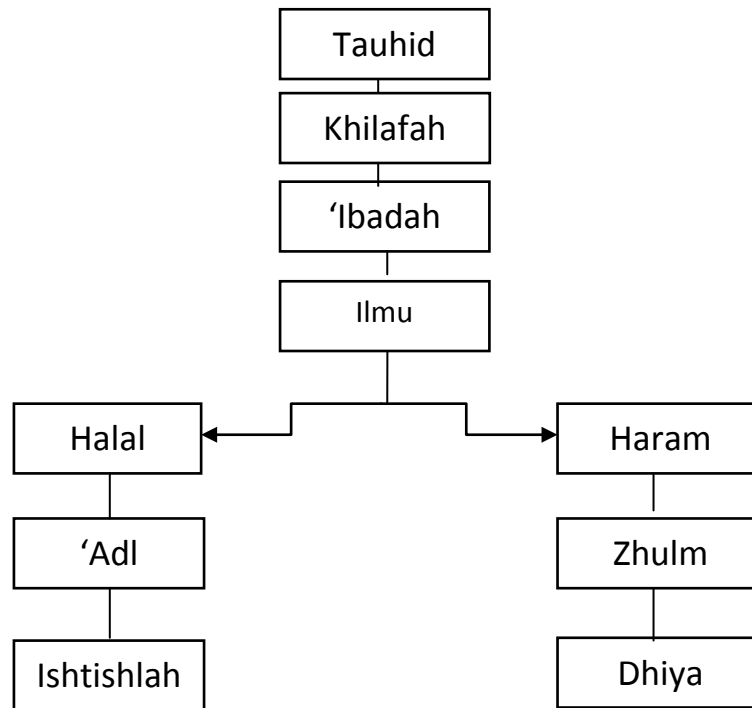 Tauhid
Khilafah
‘Ibadah
Ilmu
Halal
Haram
‘Adl
Zhulm
Ishtishlah
Dhiya